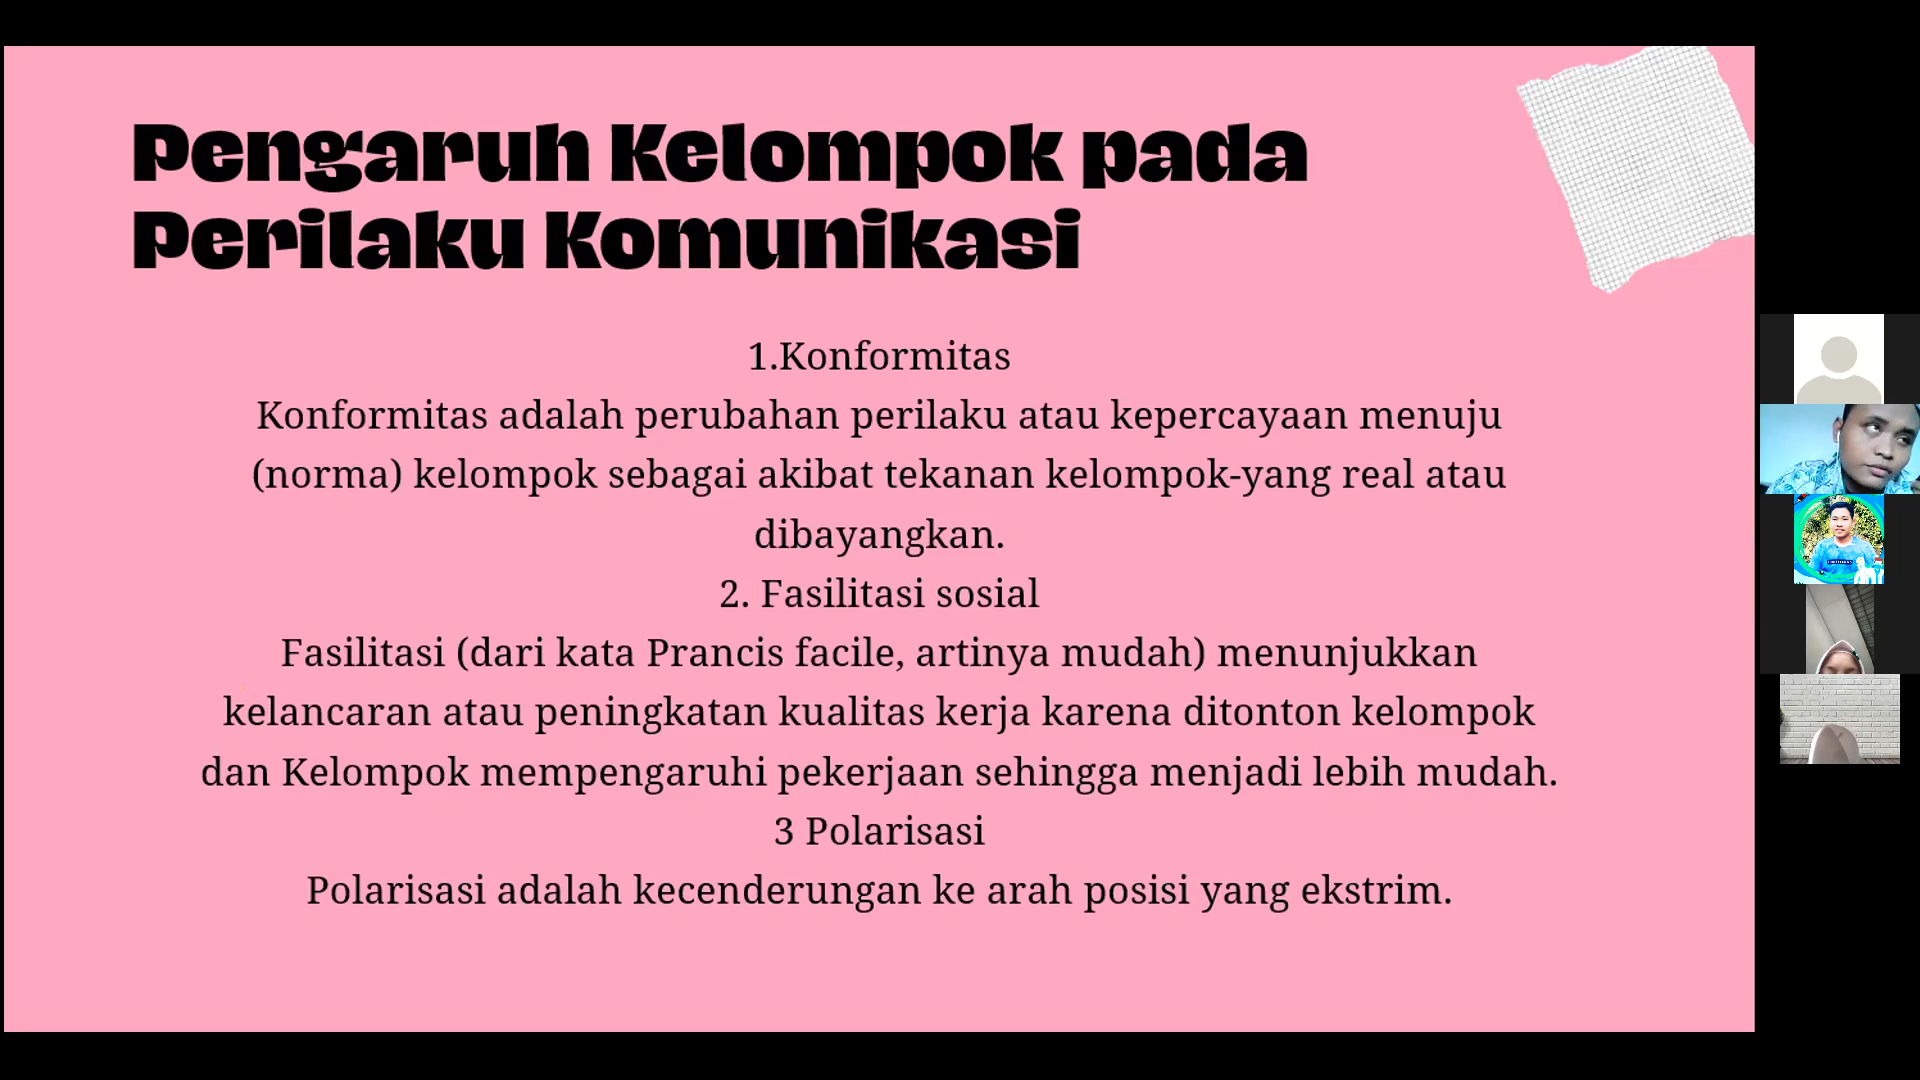 Pengaruh Kelompok pada
Perilaku Komunikasi
1.Konformitas
Konformitas adalah perubahan perilaku atau kepercayaan menuju
(norma) kelompok sebagai akibat tekanan kelompok-yang real atau
dibayangkan.
2. Fasilitasi sosial
Fasilitasi (dari kata Prancis facile, artinya mudah) menunjukkan
kelancaran atau peningkatan kualitas kerja karena ditonton kelompok
dan Kelompok mempengaruhi pekerjaan sehingga menjadi lebih mudah.
3 Polarisasi
Polarisasi adalah kecenderungan ke arah posisi yang ekstrim.